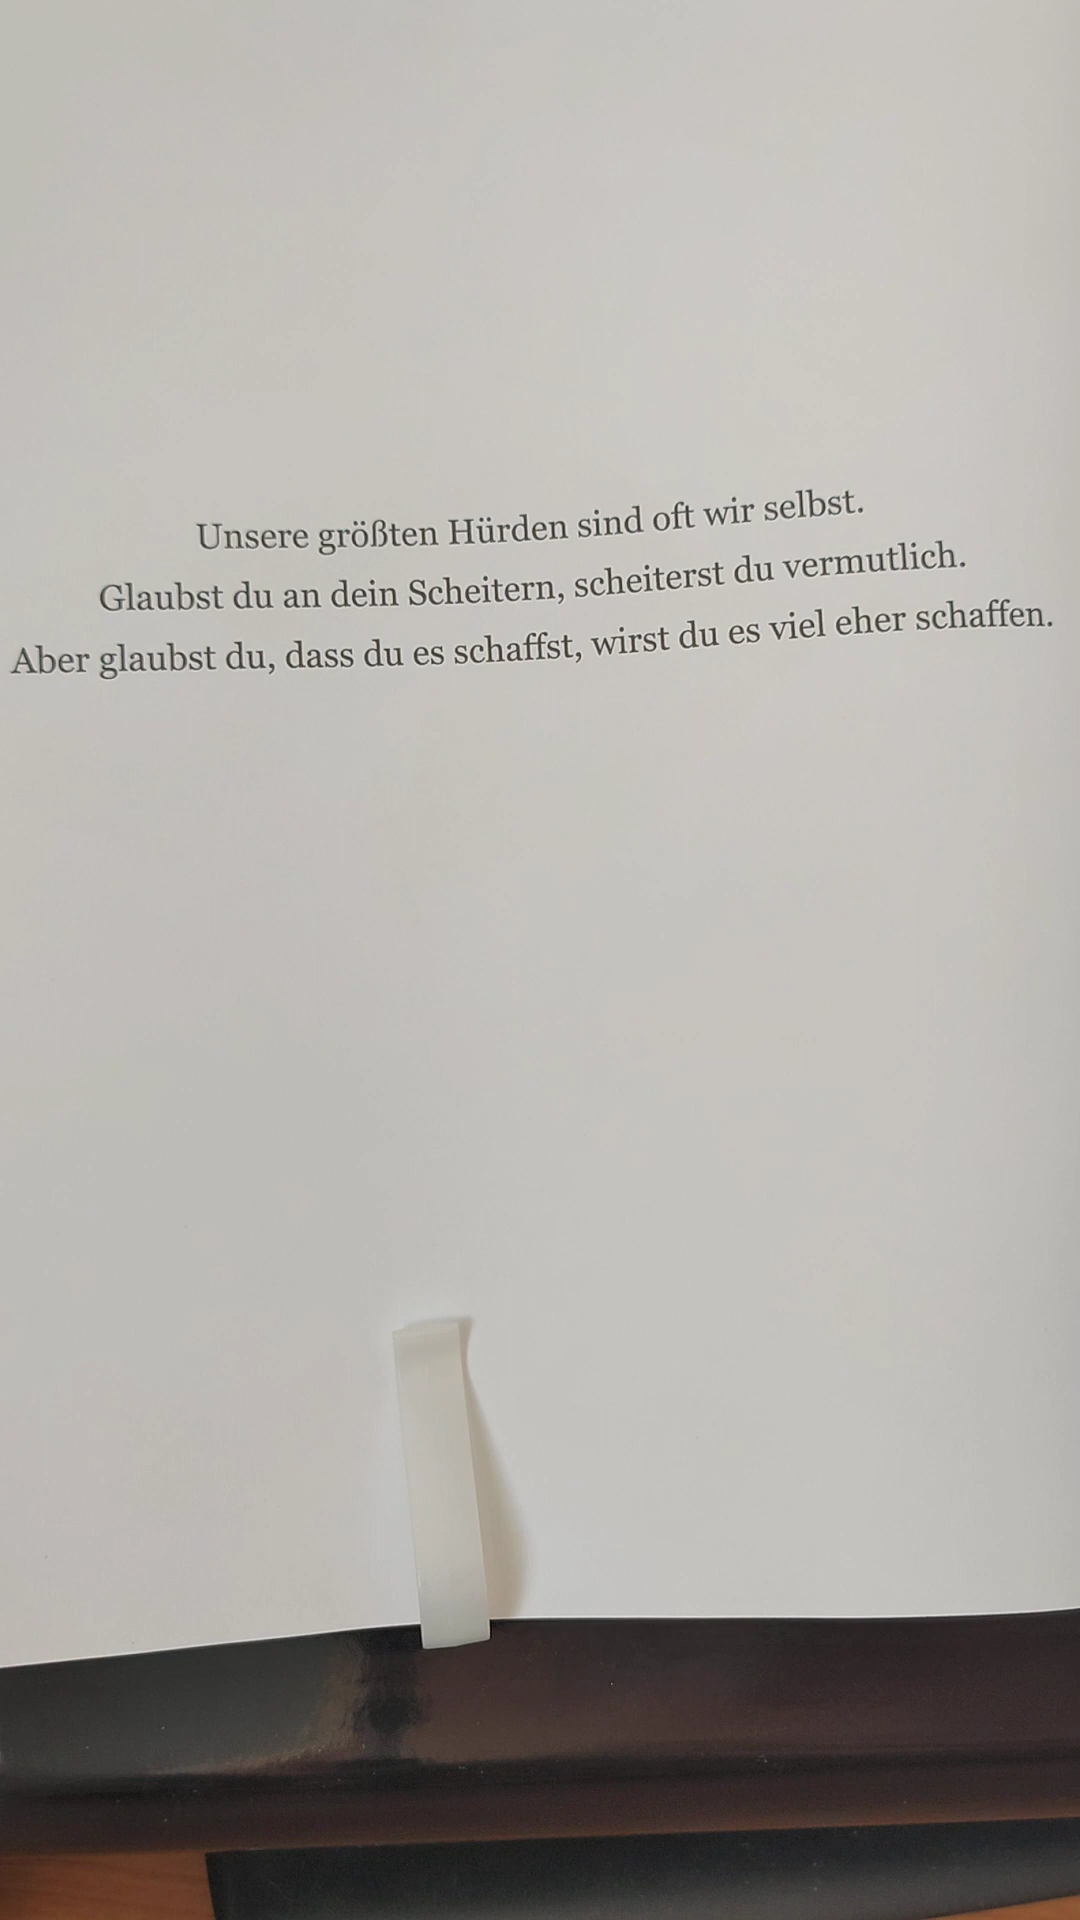 Unsere größten Hürden sind oft wir selbst.
Glaubst du an dein Scheitern, scheiterst du vermutlich.
Aber glaubst du, dass du es schaffst, wirst du es viel eher schaffen.